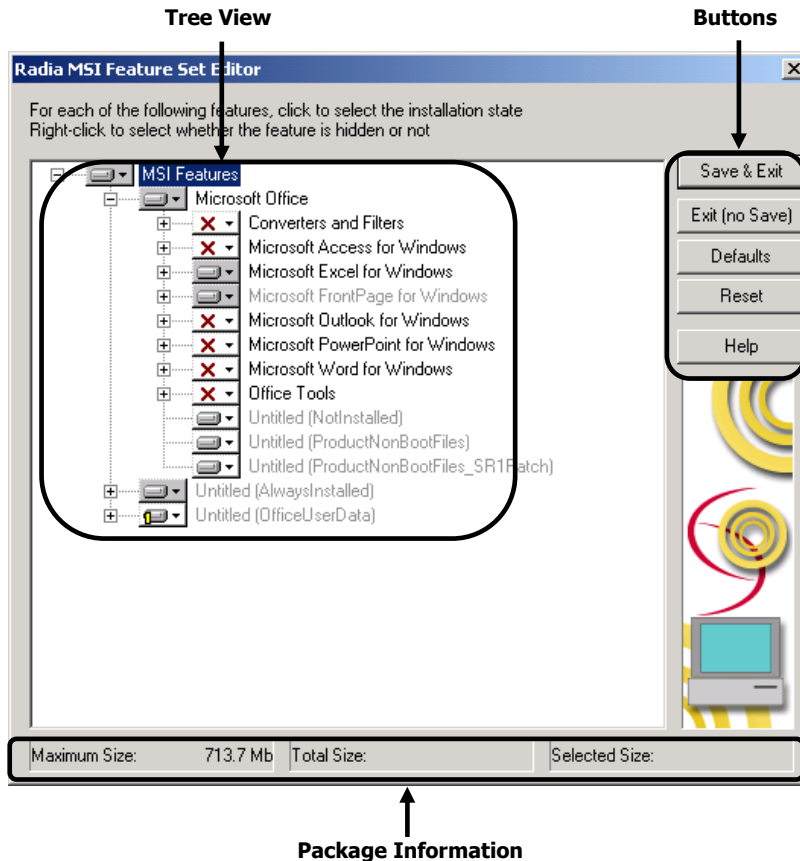 Tree View
Buttons
Radia MSI Feature Set Editor
For each of the following features, click to select the installation state
Right-click to select whether the feature is hidden or not
MSI Features
Microsoft Office
Converters and Filters
Microsoft Access for Windows
Microsoft Excel for Windows
Microsoft FrontPage for Windows
Microsoft Outlook for Windows
Microsoft PowerPoint for Windows
Microsoft Word for Windows
Office Tools
Untitled (NotInstalled)
Untitled (ProductNonBootFiles)
Untitled (ProductNonBootFiles_SR1Patch)
Untitled (AlwaysInstalled)
Untitled (OfficeUserData)
Save & Exit
Exit (no Save)
Defaults
Reset
Help
Maximum Size: 713.7 Mb Total Size: Selected Size:
Package Information